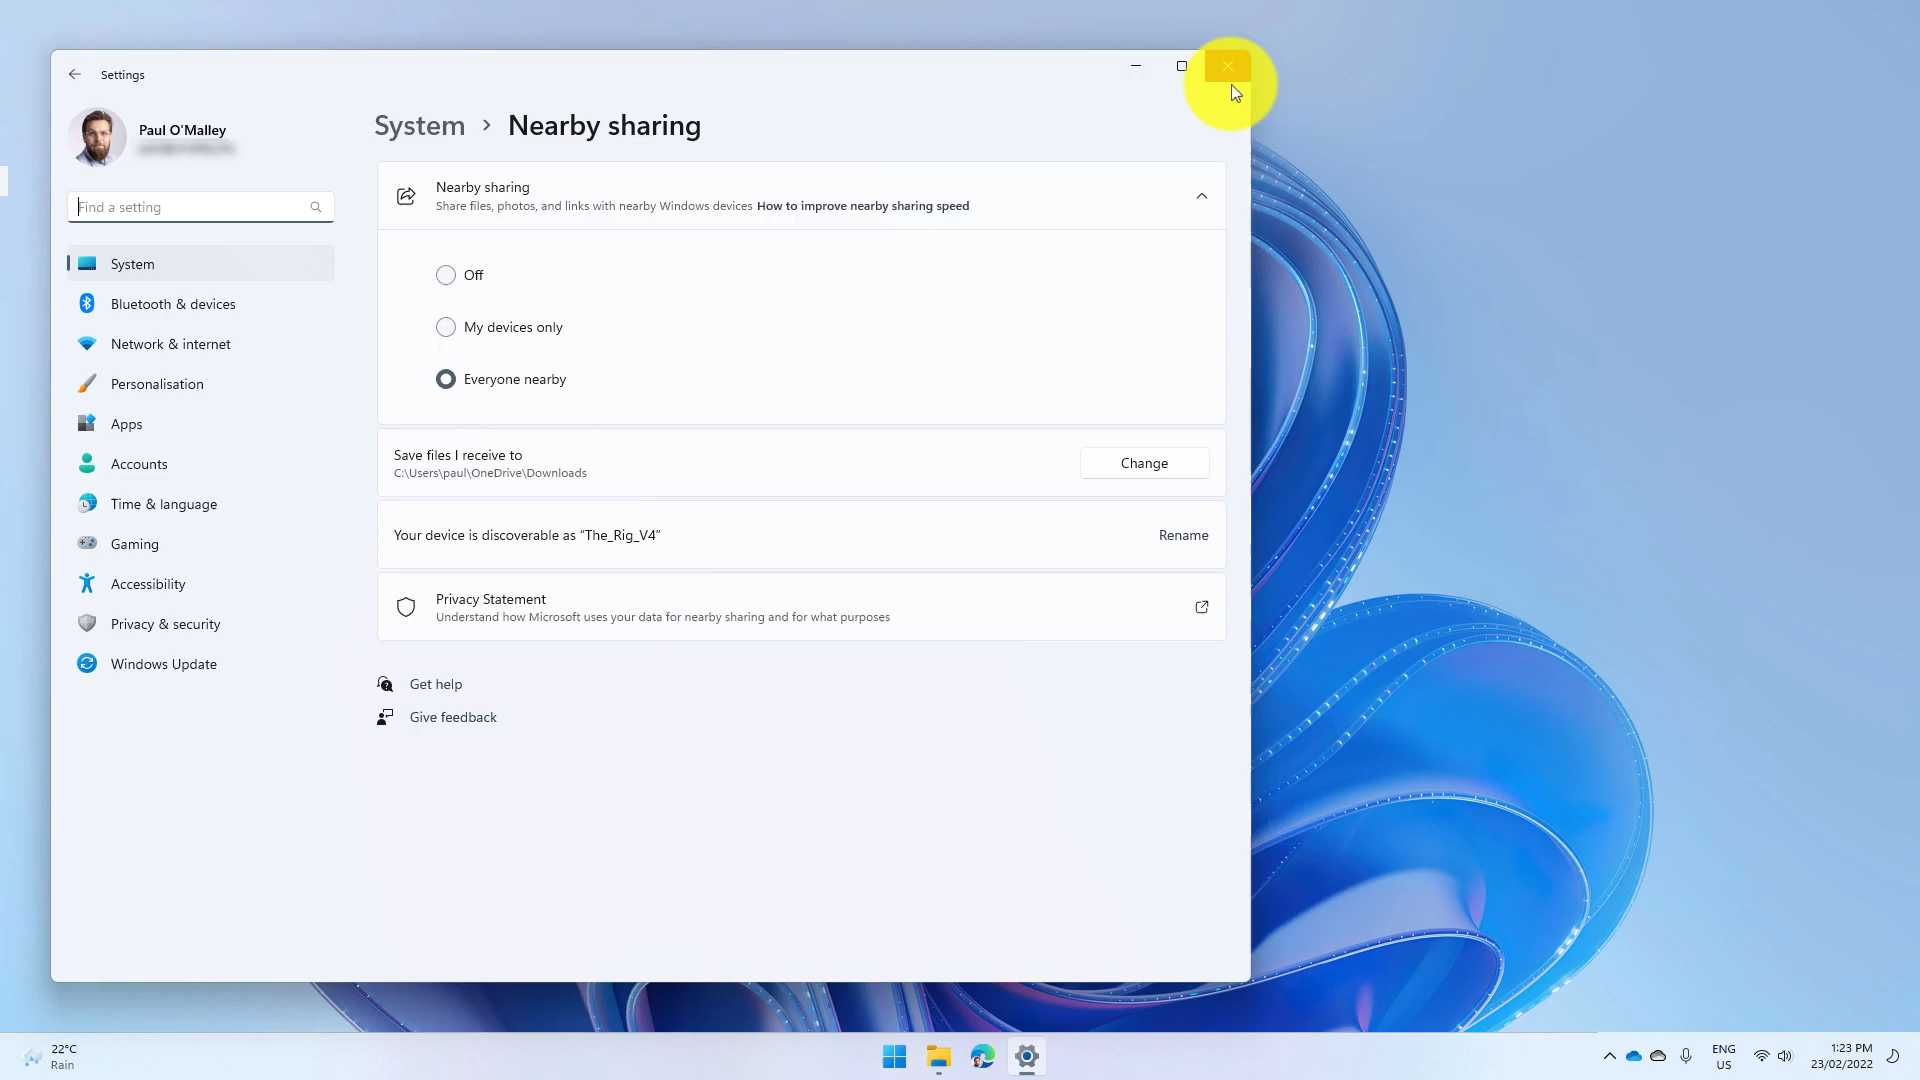 Settings
Paul O'Malley
Find a setting
System
Bluetooth & devices
Network & internet
Personalisation
Apps
Accounts
Time & language
Gaming
Accessibility
Privacy & security
Windows Update
System > Nearby sharing
Nearby sharing
Share files, photos, and links with nearby Windows devices How to improve nearby sharing speed
Off
My devices only
Everyone nearby
Save files I receive to
C:\Users\paul\OneDrive\Downloads
Change
Your device is discoverable as “The_Rig_V4”
Rename
Privacy Statement
Understand how Microsoft uses your data for nearby sharing and for what purposes
Get help
Give feedback
22°C
Rain
ENG
US
1:23 PM
23/02/2022